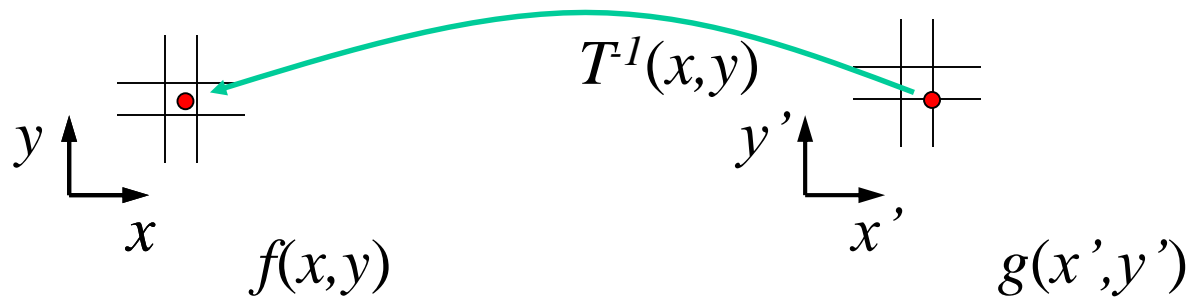 T⁻¹(x,y)
y
y’
x
x’
f(x,y)
g(x’,y’)